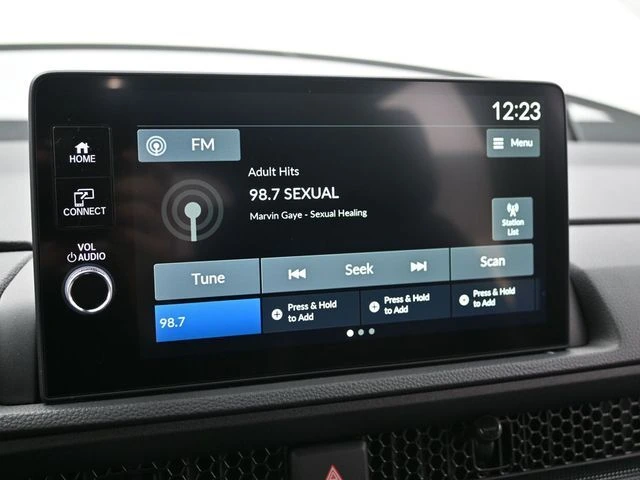 12:23
HOME
FM
Menu
Adult Hits
98.7 SEXUAL
Marvin Gaye - Sexual Healing
CONNECT
Station
List
VOL
AUDIO
Tune
Seek
Scan
98.7
Press & Hold
to Add
Press & Hold
to Add
Press & Hold
to Add